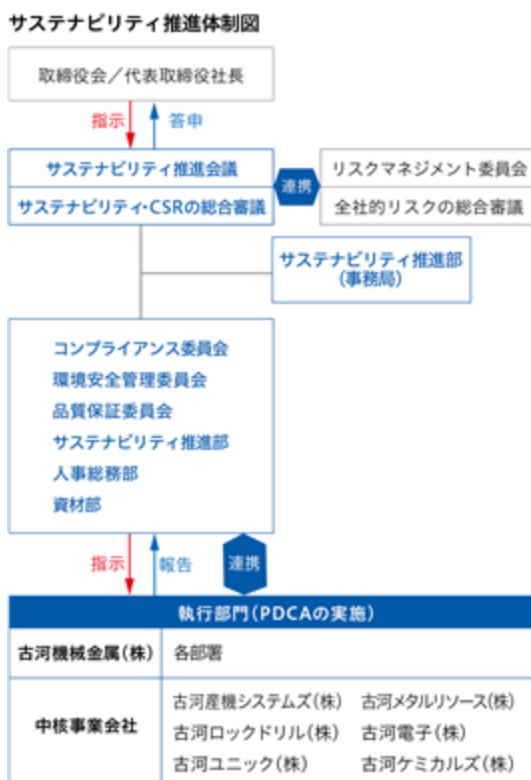 サステナビリティ推進体制図
取締役会／代表取締役社長
指示
答申
サステナビリティ推進会議
サステナビリティ・CSRの総合審議
連携
リスクマネジメント委員会
全社的リスクの総合審議
サステナビリティ推進部
（事務局）
コンプライアンス委員会
環境安全管理委員会
品質保証委員会
サステナビリティ推進部
人事総務部
資材部
指示
報告
連携
執行部門（PDCAの実施）
古河機械金属（株） 各部署
中核事業会社
古河産機システムズ（株） 古河メタルリソース（株）
古河ロックドリル（株） 古河電子（株）
古河ユニック（株） 古河ケミカルズ（株）